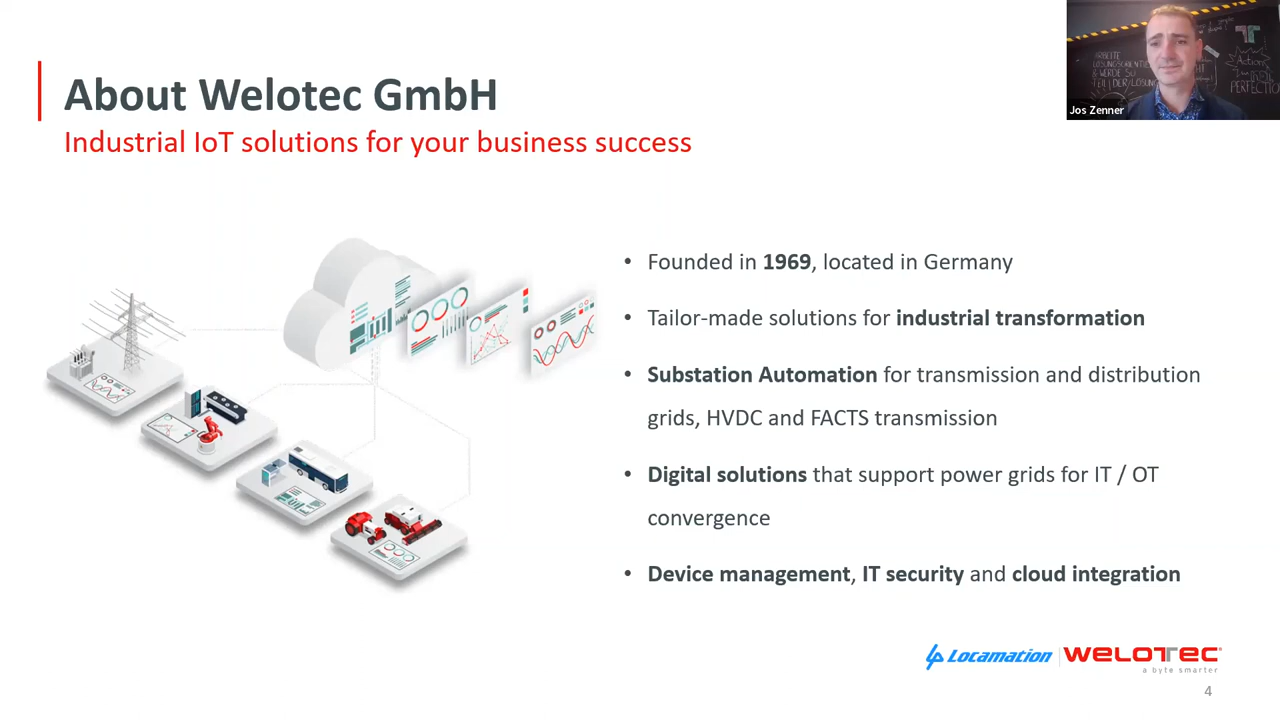 About Welotec GmbH
Industrial IoT solutions for your business success
Jos Zenner
• Founded in 1969, located in Germany
• Tailor-made solutions for industrial transformation
• Substation Automation for transmission and distribution
grids, HVDC and FACTS transmission
• Digital solutions that support power grids for IT / OT
convergence
• Device management, IT security and cloud integration
Locamation
WELOTEC
a byte smarter
4